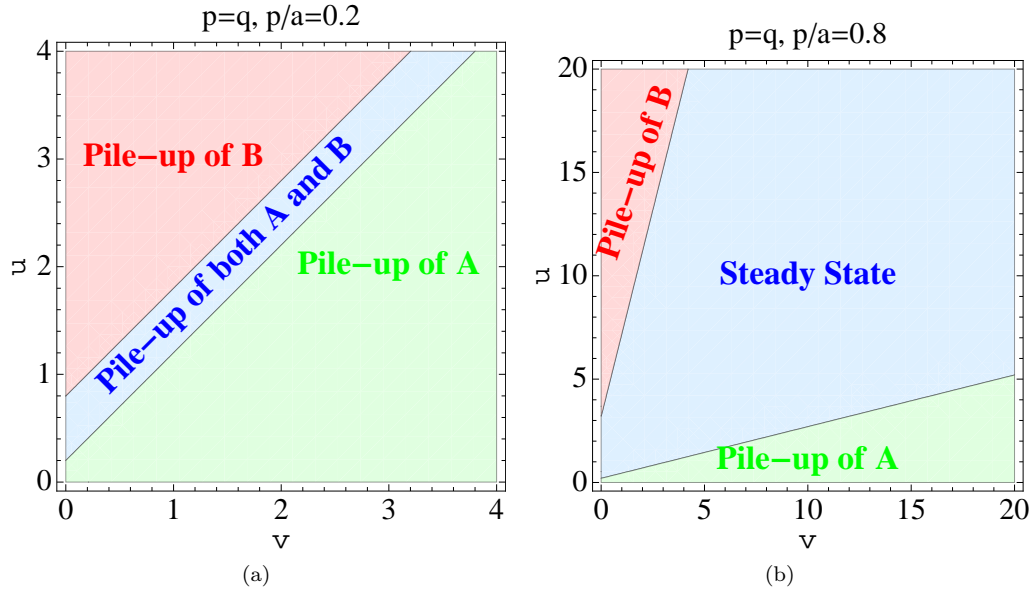 p=q, p/a=0.2
4
3
2
1
0
u
Pile-up of B
Pile-up of both A and B
Pile-up of A
0
1
2
3
4
v
(a)
p=q, p/a=0.8
20
15
10
5
0
u
Pile-up of B
Steady State
Pile-up of A
0
5
10
15
20
v
(b)